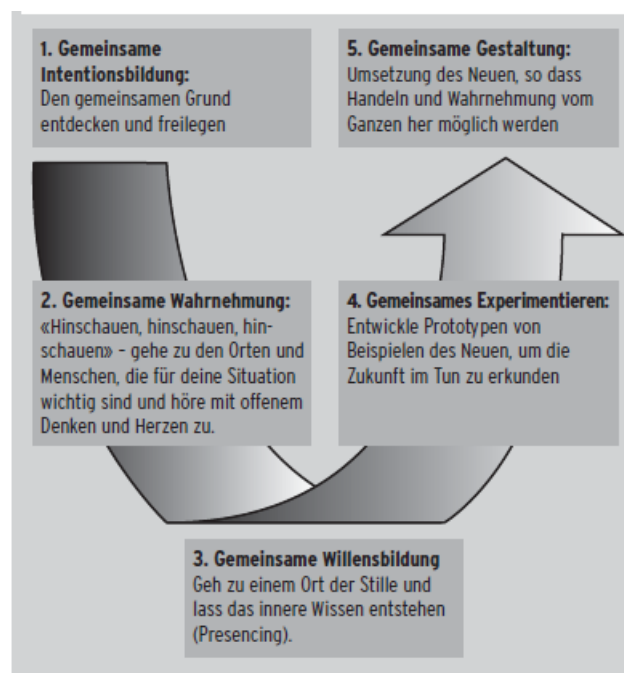 1. Gemeinsame
Intentionsbildung:
Den gemeinsamen Grund
entdecken und freilegen
2. Gemeinsame Wahrnehmung:
«Hinschauen, hinschauen, hin-
schauen» – gehe zu den Orten und
Menschen, die für deine Situation
wichtig sind und höre mit offenem
Denken und Herzen zu.
3. Gemeinsame Willensbildung
Geh zu einem Ort der Stille und
lass das innere Wissen entstehen
(Presencing).
4. Gemeinsames Experimentieren:
Entwickle Prototypen von
Beispielen des Neuen, um die
Zukunft im Tun zu erkunden
5. Gemeinsame Gestaltung:
Umsetzung des Neuen, so dass
Handeln und Wahrnehmung vom
Ganzen her möglich werden